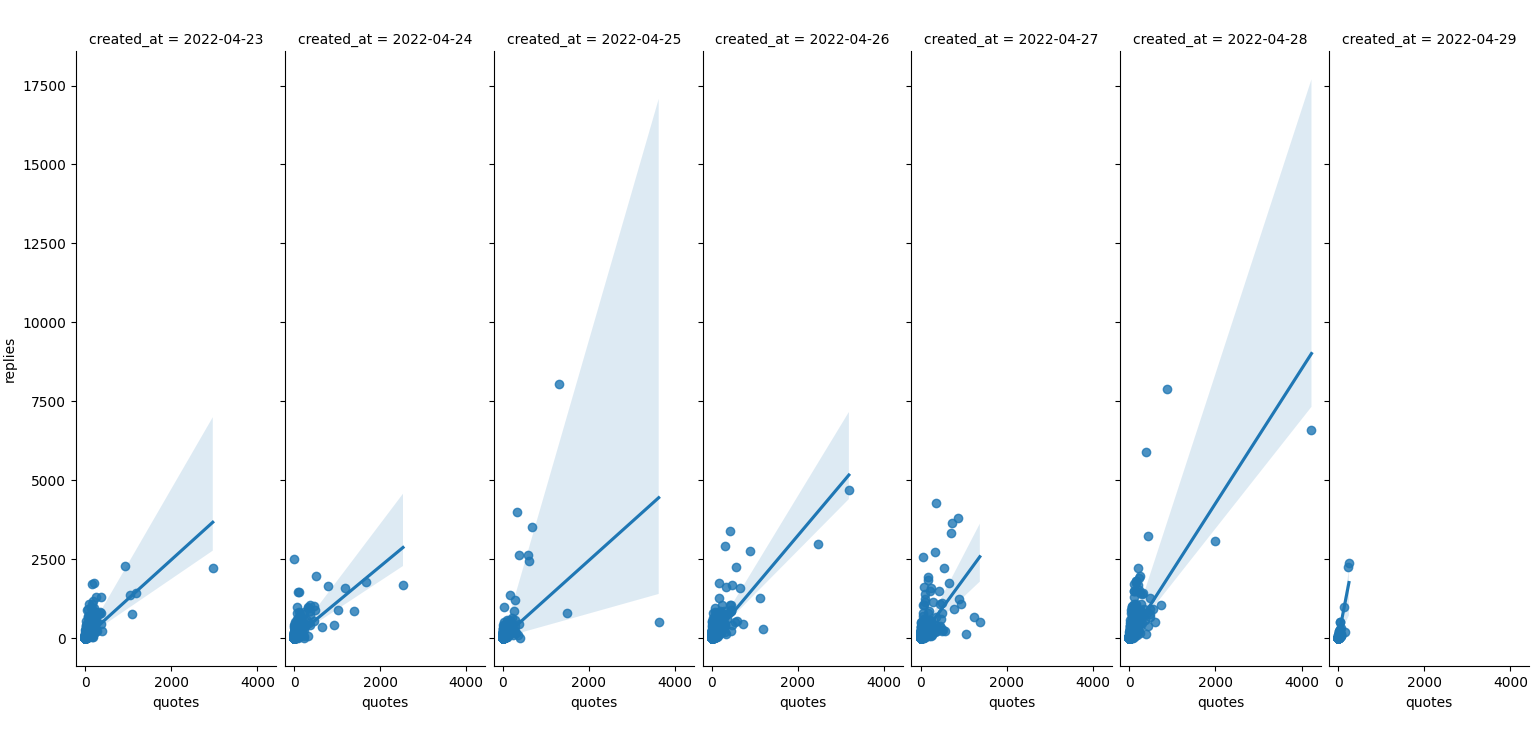 created_at = 2022-04-23 created_at = 2022-04-24 created_at = 2022-04-25 created_at = 2022-04-26 created_at = 2022-04-27 created_at = 2022-04-28 created_at = 2022-04-29
17500
15000
12500
10000
replies
7500
5000
2500
0
0 2000 4000 0 2000 4000 0 2000 4000 0 2000 4000 0 2000 4000 0 2000 4000 0 2000 4000
quotes quotes quotes quotes quotes quotes quotes